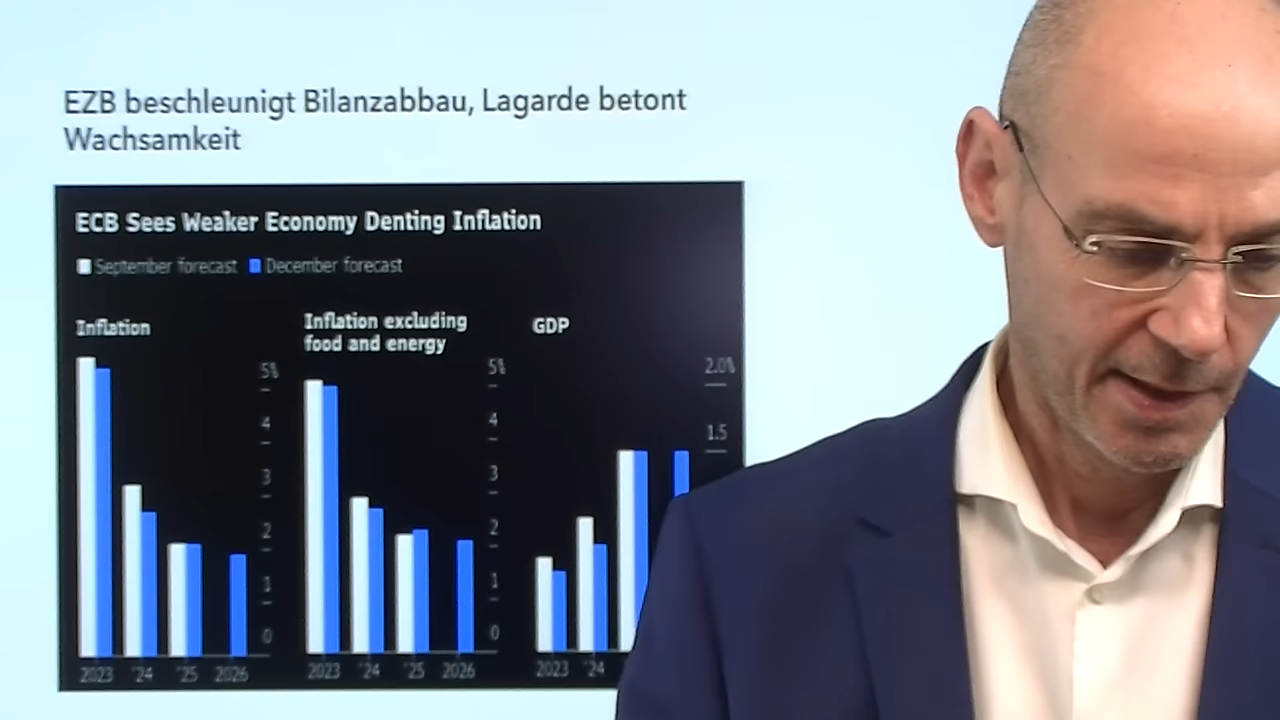 EZB beschleunigt Bilanzabbau, Lagarde betont
Wachsamkeit
ECB Sees Weaker Economy Denting Inflation
September forecast December forecast
Inflation
Inflation excluding
food and energy
GDP
5%
4
3
2
1
0
2023 '24 '25 2026
5%
4
3
2
1
0
2023 '24 '25 2026
2.0%
1.5
2023 '24